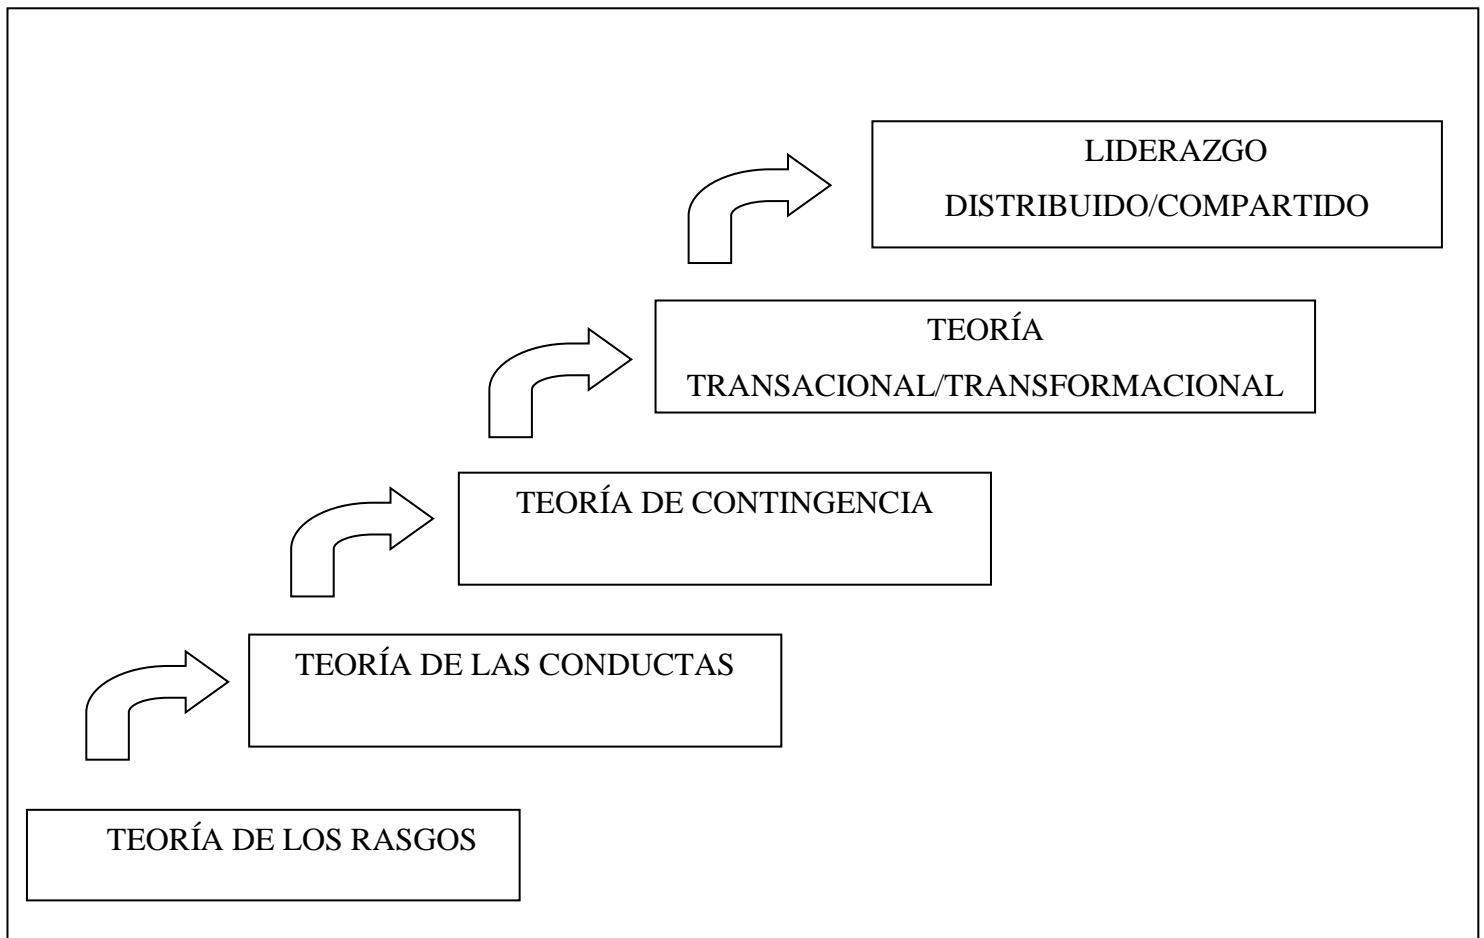 LIDERAZGO
DISTRIBUIDO/COMPARTIDO
TEORÍA
TRANSACIONAL/TRANSFORMACIONAL
TEORÍA DE CONTINGENCIA
TEORÍA DE LAS CONDUCTAS
TEORÍA DE LOS RASGOS